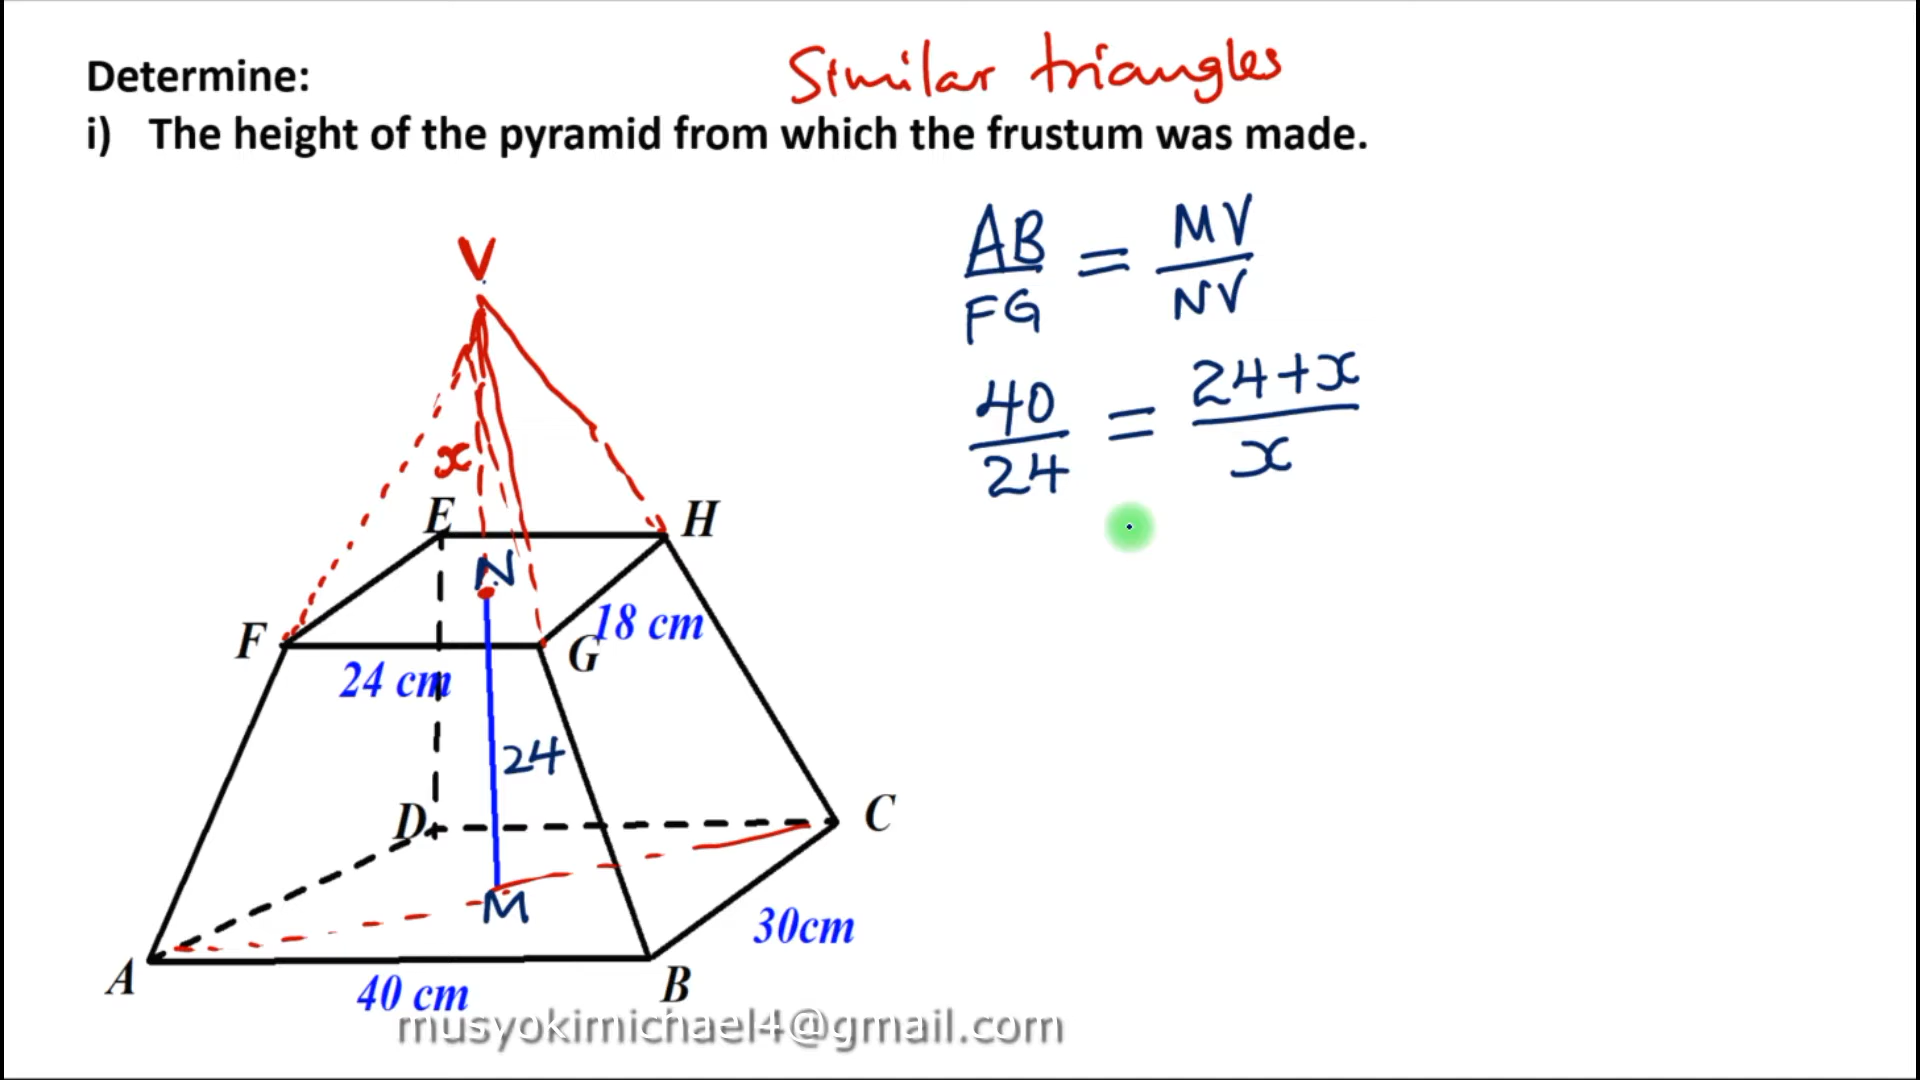 Similar triangles
Determine:
i) The height of the pyramid from which the frustum was made.
AB
FG
=
MV
NV
40
24
=
24+x
x
V
x
E
H
N
F
G
18 cm
24 cm
24
D
C
M
30cm
A
B
40 cm
musyokimichael4@gmail.com